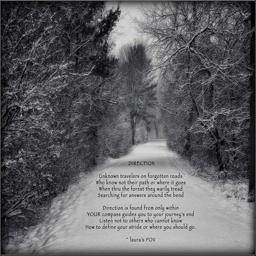 DIRECTION
Unknown travelers on forgotten roads
Who know not their path or where it goes
When thru the forest they warily tread
Searching for answers around the bend
Direction is found from only within
YOUR compass guides you to your journey's end
Listen not to others who cannot know
How to define your stride or where you should go.
~ laura's POV